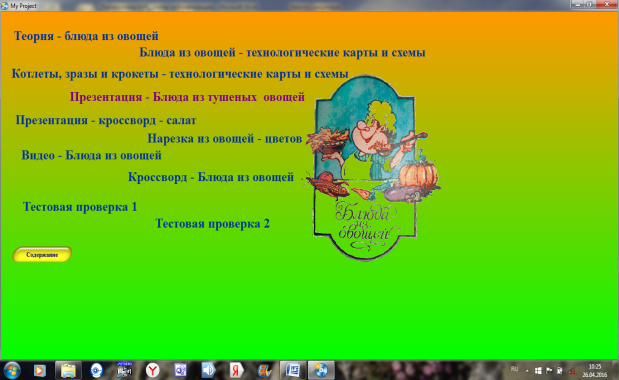 My Project
Теория - блюда из овощей
Блюда из овощей - технологические карты и схемы
Котлеты, зразы и крокеты - технологические карты и схемы
Презентация - Блюда из тушеных овощей
Презентация - кроссворд - салат
Нарезка из овощей - цветов
Видео - Блюда из овощей
Кроссворд - Блюда из овощей
Тестовая проверка 1
Тестовая проверка 2
Блюда
из
овощей
Содержание
RU
10:25
26.04.2016